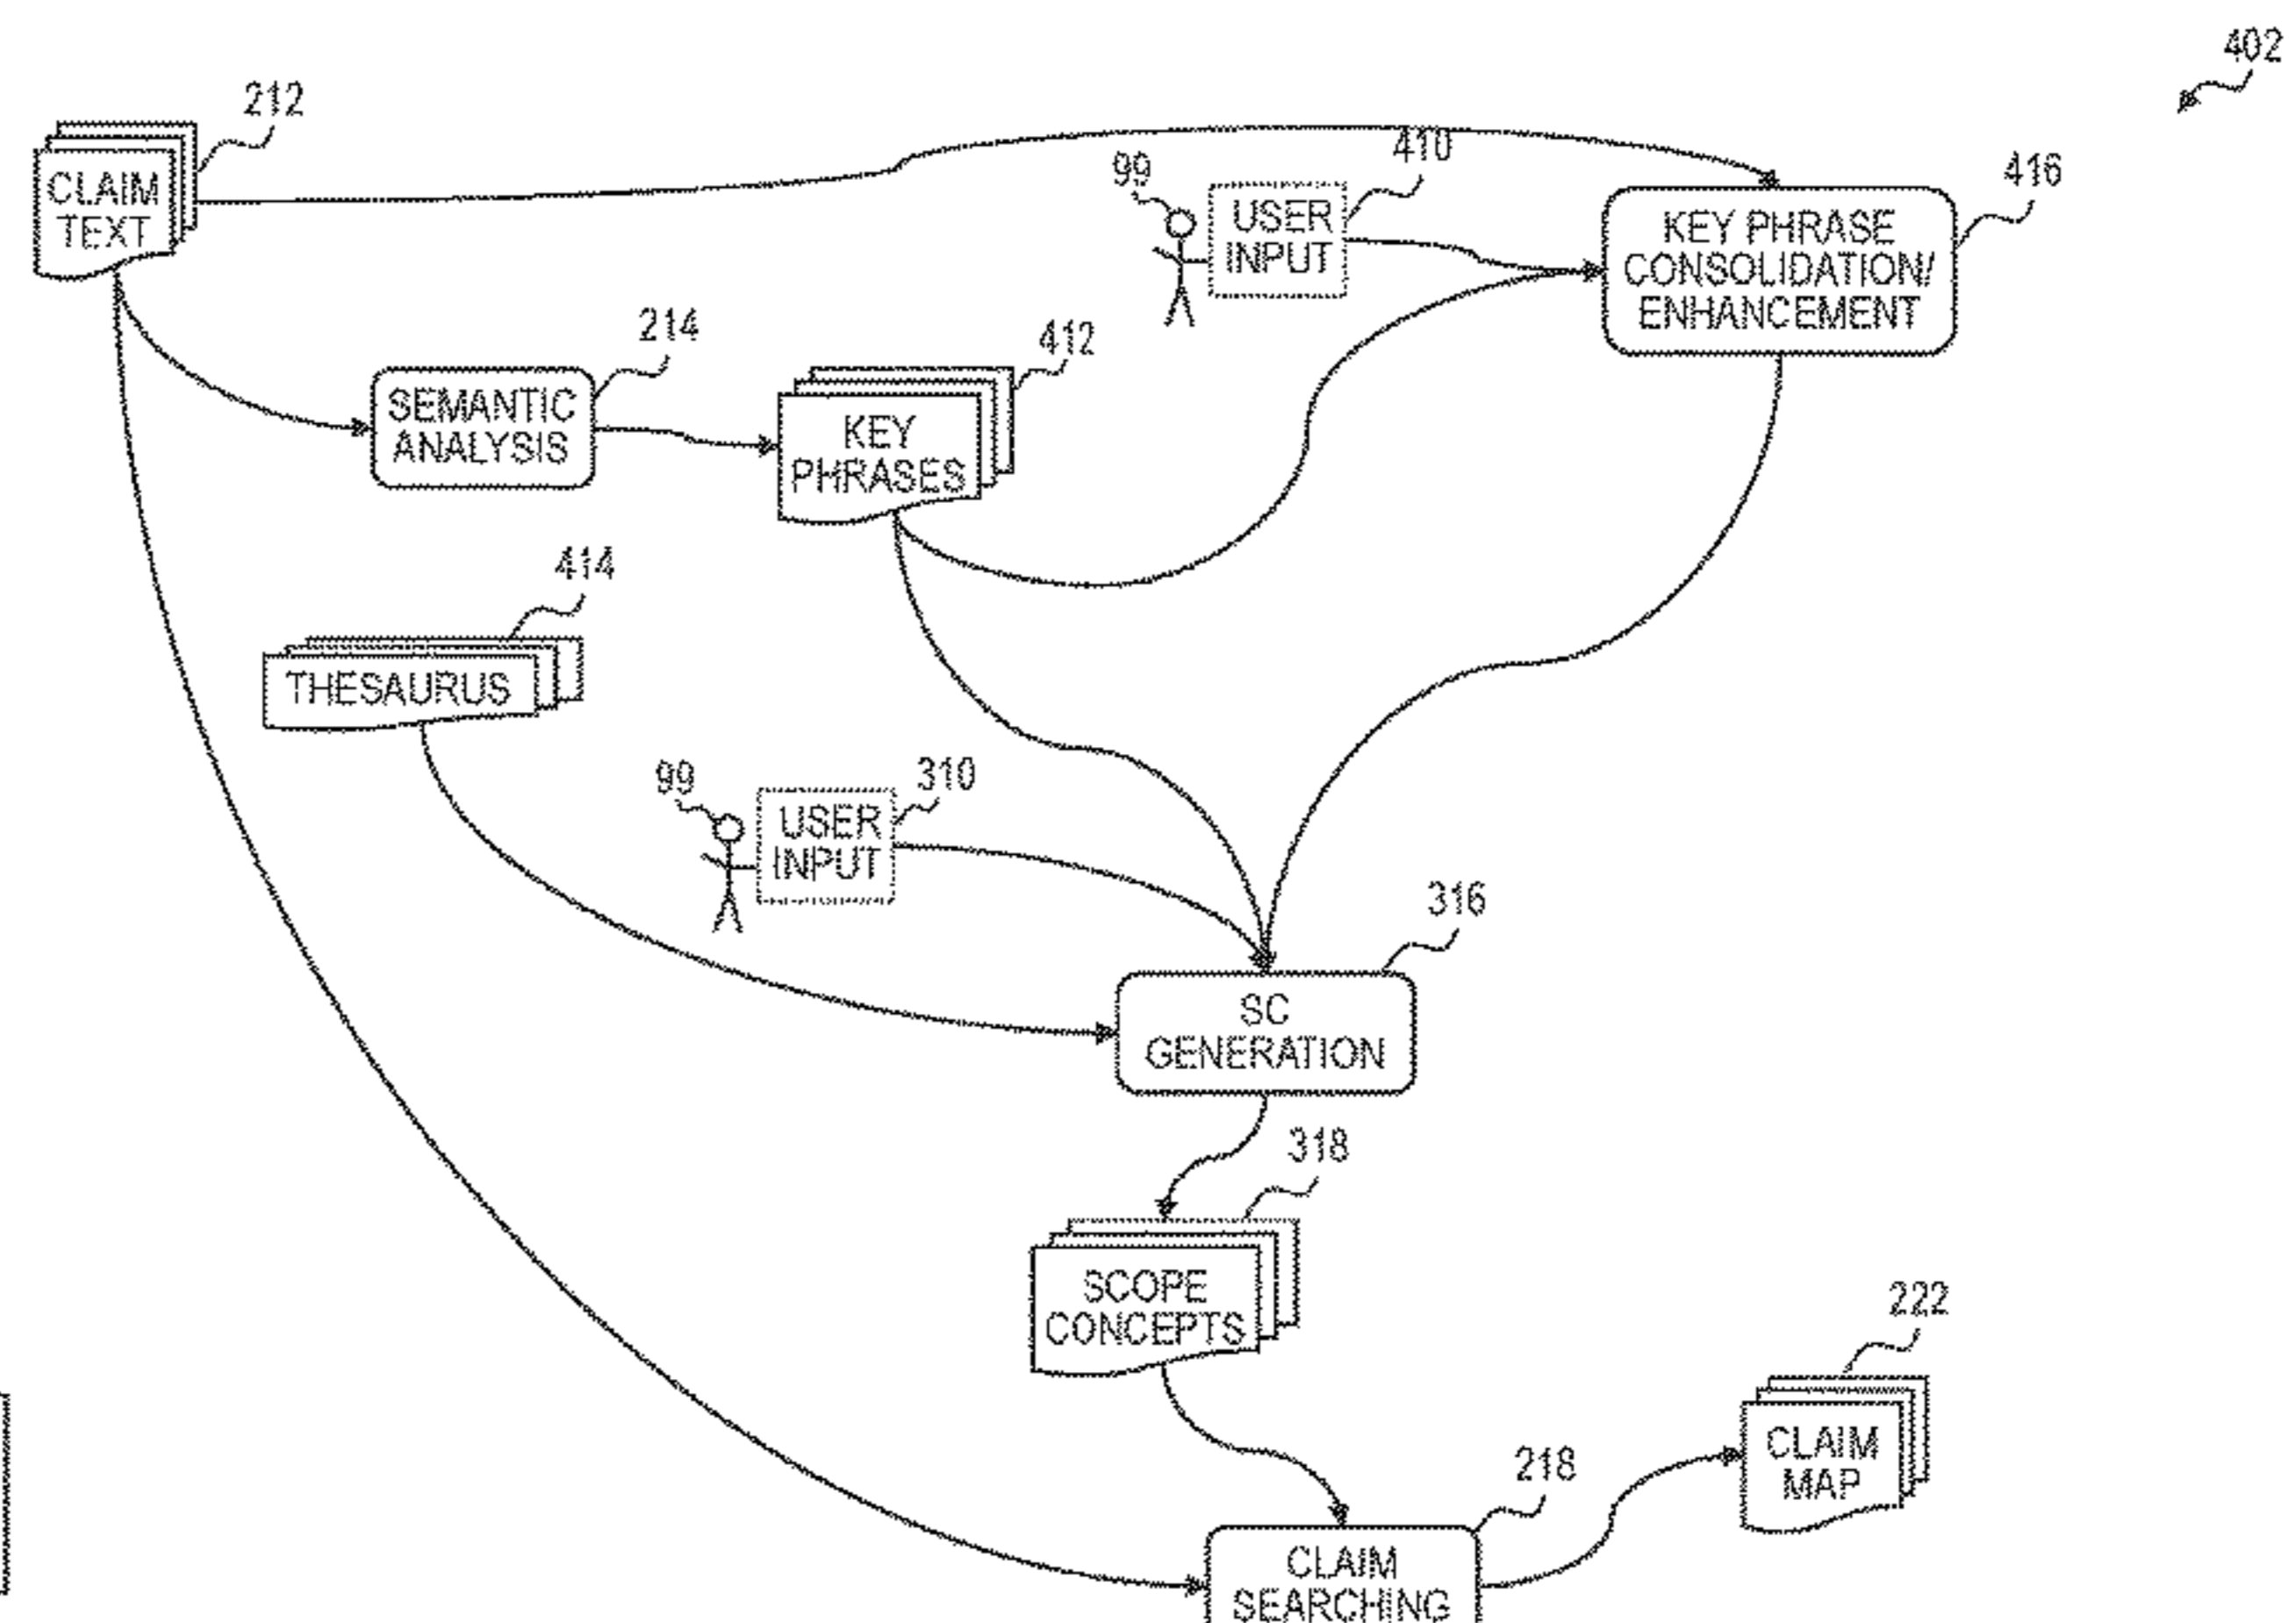 402
212
CLAIM
TEXT
99
410
USER
INPUT
416
KEY PHRASE
CONSOLIDATION/
ENHANCEMENT
214
SEMANTIC
ANALYSIS
412
KEY
PHRASES
414
THESAURUS
99
310
USER
INPUT
316
SC
GENERATION
318
SCOPE
CONCEPTS
222
CLAIM
MAP
218
CLAIM
SEARCHING